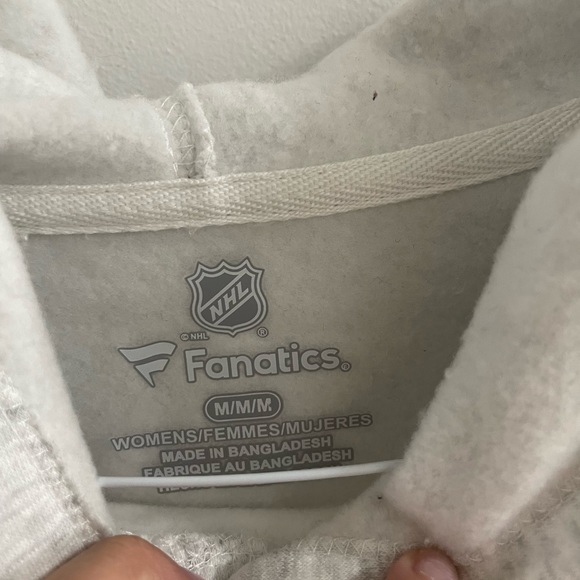 NHL
© NHL ®
Fanatics®
M/M/M
WOMENS/FEMMES/MUJERES
MADE IN BANGLADESH
FABRIQUE AU BANGLADESH